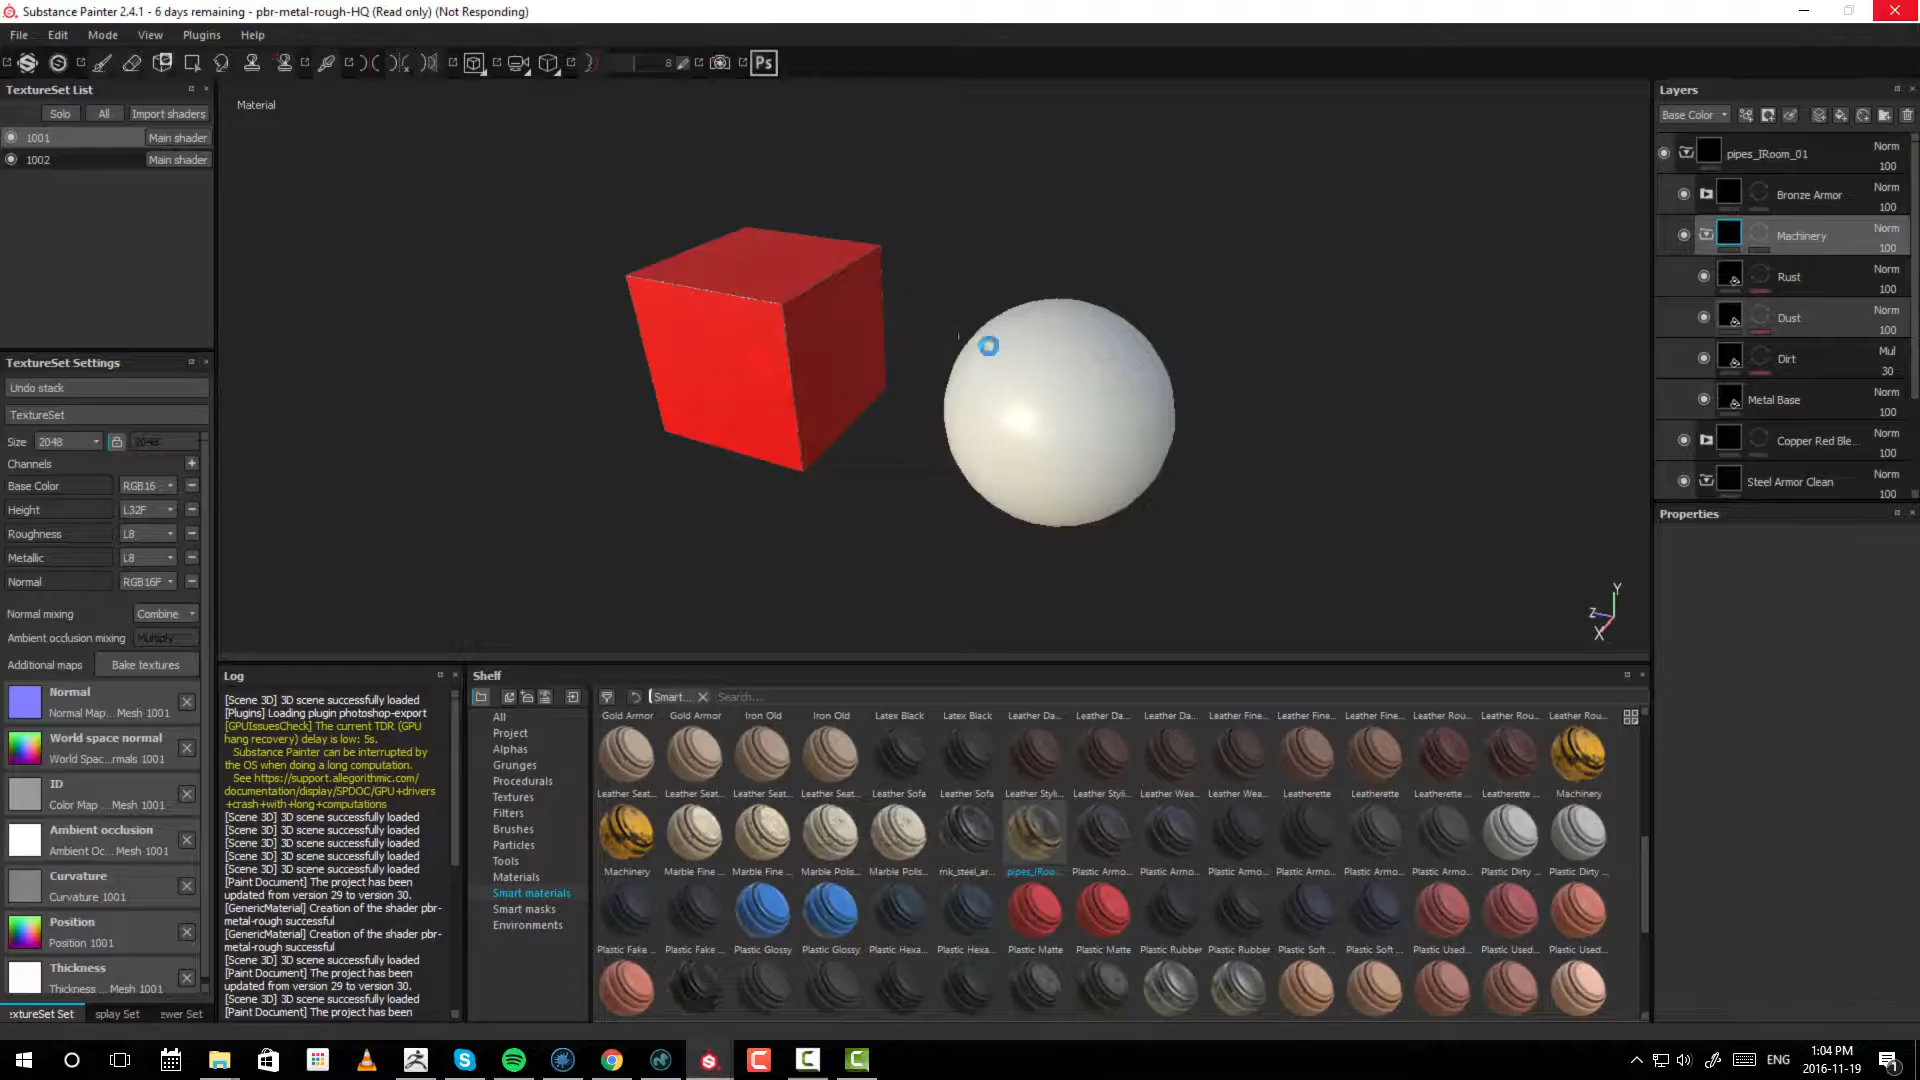 Substance Painter 2.4.1 - 6 days remaining - pbr-metal-rough-HQ (Read only) (Not Responding)
File Edit Mode View Plugins Help
8 Ps
TextureSet List
Solo All Import shaders
1001 Main shader
1002 Main shader
TextureSet Settings
Undo stack
TextureSet
Size 2048 2048
Channels
Base Color RGB16
Height L32F
Roughness L8
Metallic L8
Normal RGB16F
Normal mixing Combine
Ambient occlusion mixing Multiply
Additional maps Bake textures
Normal
Normal Map... Mesh 1001
World space normal
World Spac...rmals 1001
ID
Color Map ... Mesh 1001
Ambient occlusion
Ambient Oc... Mesh 1001
Curvature
Curvature 1001
Position
Position 1001
Thickness
Thickness ... Mesh 1001
extureSet Set splay Set ewer Set
Material
Y
Z
X
Log
[Scene 3D] 3D scene successfully loaded
[Plugins] Loading plugin photoshop-export
[GPUIssuesCheck] The current TDR (GPU
hang recovery) delay is low: 5s.
Substance Painter can be interrupted by
the OS when doing a long computation.
See https://support.allegorithmic.com/
documentation/display/SPDOC/GPU+drivers
+crash+with+long+computations
[Scene 3D] 3D scene successfully loaded
[Scene 3D] 3D scene successfully loaded
[Scene 3D] 3D scene successfully loaded
[Scene 3D] 3D scene successfully loaded
[Scene 3D] 3D scene successfully loaded
[Paint Document] The project has been
updated from version 29 to version 30.
[GenericMaterial] Creation of the shader pbr-
metal-rough successful
[GenericMaterial] Creation of the shader pbr-
metal-rough successful
[Scene 3D] 3D scene successfully loaded
[Paint Document] The project has been
updated from version 29 to version 30.
[Scene 3D] 3D scene successfully loaded
[Paint Document] The project has been
Shelf
Smart... Search...
All
Project
Alphas
Grunges
Procedurals
Textures
Filters
Brushes
Particles
Tools
Materials
Smart materials
Smart masks
Environments
Gold Armor Gold Armor Iron Old Iron Old Latex Black Latex Black Leather Da... Leather Da... Leather Da... Leather Fine... Leather Fine... Leather Fine... Leather Rou... Leather Rou... Leather Rou...
Leather Seat... Leather Seat... Leather Seat... Leather Seat... Leather Sofa Leather Sofa Leather Styli... Leather Styli... Leather Wea... Leather Wea... Leatherette Leatherette Leatherette ... Leatherette ... Machinery
Machinery Marble Fine ... Marble Fine ... Marble Polis... Marble Polis... mk_steel_ar... pipes_IRoo... Plastic Armo... Plastic Armo... Plastic Armo... Plastic Armo... Plastic Armo... Plastic Armo... Plastic Dirty ... Plastic Dirty ...
Plastic Fake ... Plastic Fake ... Plastic Glossy Plastic Glossy Plastic Hexa... Plastic Hexa... Plastic Matte Plastic Matte Plastic Rubber Plastic Rubber Plastic Soft ... Plastic Soft ... Plastic Used... Plastic Used... Plastic Used...
Layers
Base Color
pipes_IRoom_01 Norm 100
Bronze Armor Norm 100
Machinery Norm 100
Rust Norm 100
Dust Norm 100
Dirt Mul 30
Metal Base Norm 100
Copper Red Ble... Norm 100
Steel Armor Clean Norm 100
Properties
ENG
1:04 PM
2016-11-19
1